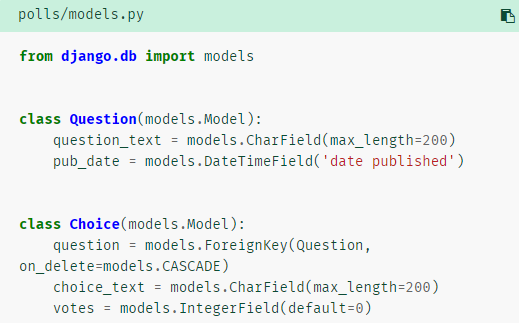 polls/models.py
from django.db import models
class Question(models.Model):
    question_text = models.CharField(max_length=200)
    pub_date = models.DateTimeField('date published')
class Choice(models.Model):
    question = models.ForeignKey(Question,
on_delete=models.CASCADE)
    choice_text = models.CharField(max_length=200)
    votes = models.IntegerField(default=0)